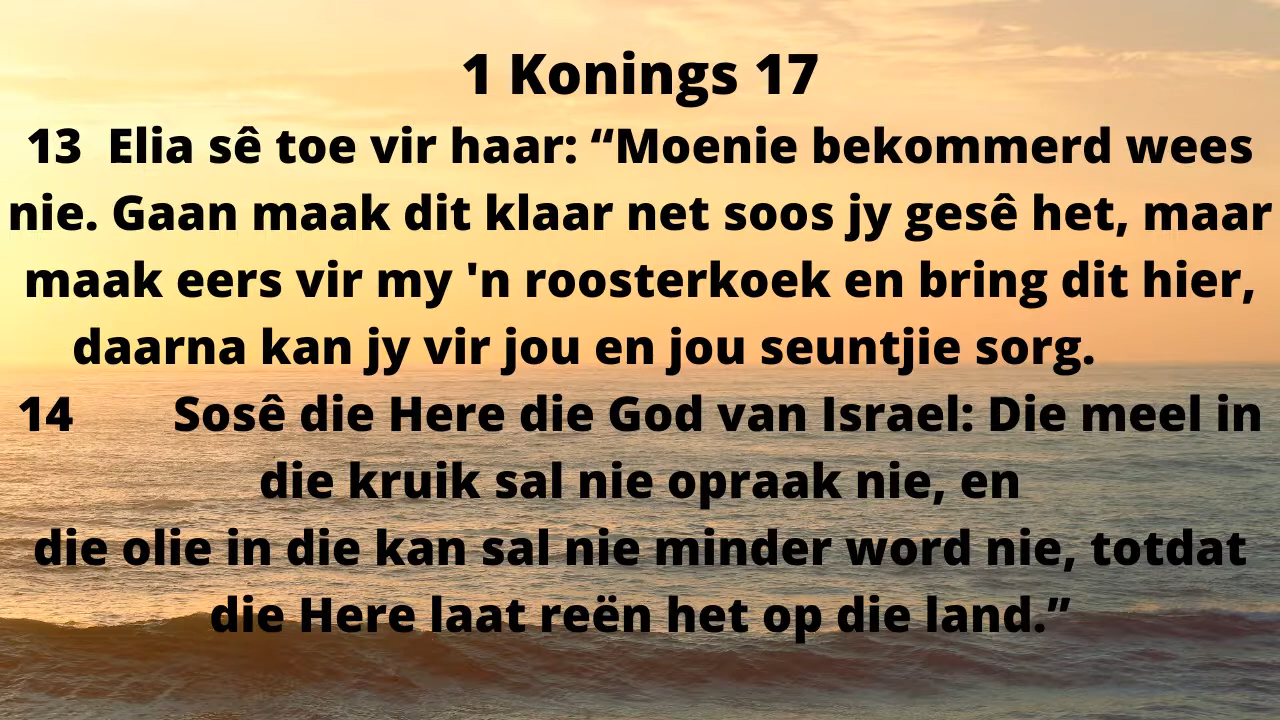 1 Konings 17
13 Elia sê toe vir haar: “Moenie bekommerd wees
nie. Gaan maak dit klaar net soos jy gesê het, maar
maak eers vir my 'n roosterkoek en bring dit hier,
daarna kan jy vir jou en jou seuntjie sorg.
14 Sosê die Here die God van Israel: Die meel in
die kruik sal nie opraak nie, en
die olie in die kan sal nie minder word nie, totdat
die Here laat reën het op die land.”